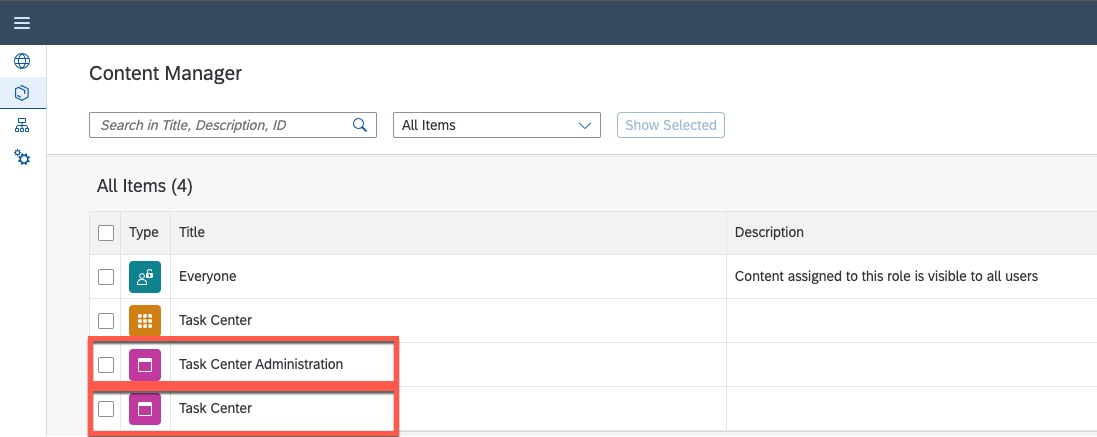 Content Manager
Search in Title, Description, ID All Items Show Selected
All Items (4)
Type Title Description
Everyone Content assigned to this role is visible to all users
Task Center
Task Center Administration
Task Center